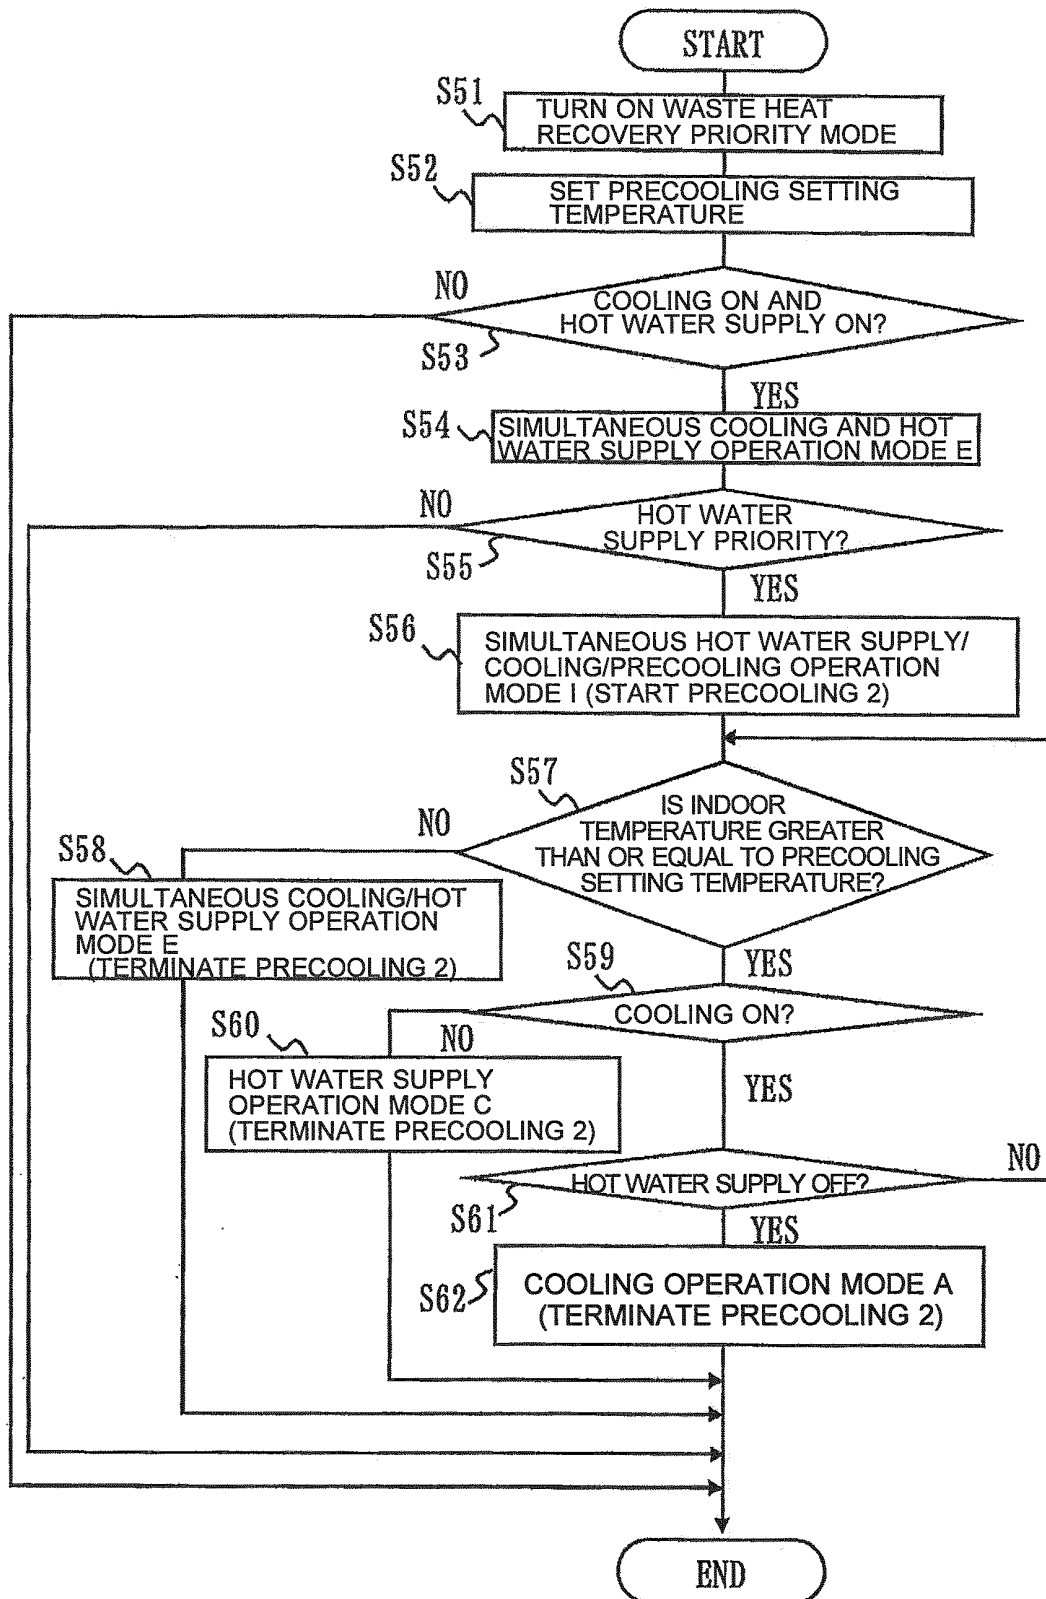 START
S51
TURN ON WASTE HEAT
RECOVERY PRIORITY MODE
S52
SET PRECOOLING SETTING
TEMPERATURE
NO
COOLING ON AND
HOT WATER SUPPLY ON?
S53
YES
S54
SIMULTANEOUS COOLING AND HOT
WATER SUPPLY OPERATION MODE E
NO
HOT WATER
SUPPLY PRIORITY?
S55
YES
S56
SIMULTANEOUS HOT WATER SUPPLY/
COOLING/PRECOOLING OPERATION
MODE I (START PRECOOLING 2)
S57
IS INDOOR
TEMPERATURE GREATER
THAN OR EQUAL TO PRECOOLING
SETTING TEMPERATURE?
NO
S58
SIMULTANEOUS COOLING/HOT
WATER SUPPLY OPERATION
MODE E
(TERMINATE PRECOOLING 2)
YES
S59
COOLING ON?
NO
S60
HOT WATER SUPPLY
OPERATION MODE C
(TERMINATE PRECOOLING 2)
YES
HOT WATER SUPPLY OFF?
NO
S61
YES
S62
COOLING OPERATION MODE A
(TERMINATE PRECOOLING 2)
END